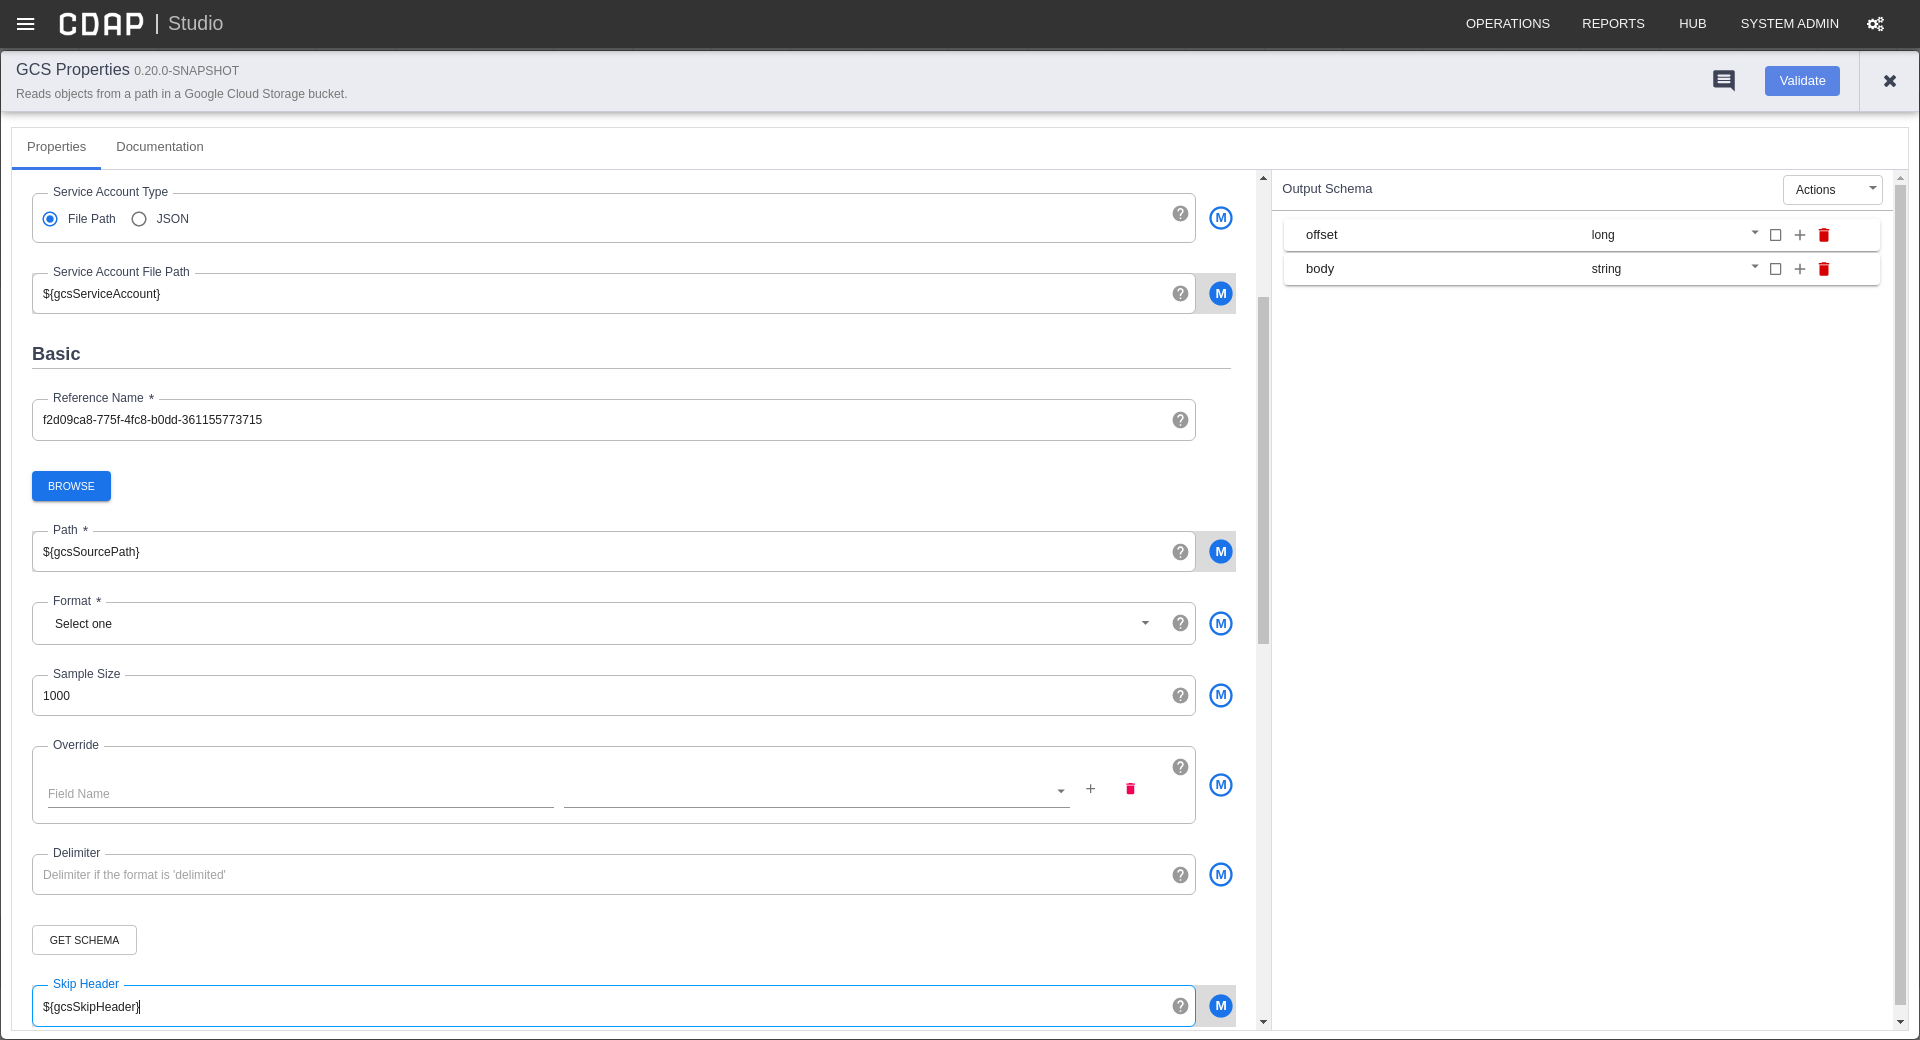 CDAP | Studio
OPERATIONS REPORTS HUB SYSTEM ADMIN
GCS Properties 0.20.0-SNAPSHOT
Reads objects from a path in a Google Cloud Storage bucket.
Validate
Properties Documentation
Service Account Type
File Path JSON
M
Service Account File Path
${gcsServiceAccount}
M
Basic
Reference Name *
f2d09ca8-775f-4fc8-b0dd-361155773715
BROWSE
Path *
${gcsSourcePath}
M
Format *
Select one
M
Sample Size
1000
M
Override
Field Name
M
Delimiter
Delimiter if the format is 'delimited'
M
GET SCHEMA
Skip Header
${gcsSkipHeader}
M
Output Schema
Actions
offset long
body string